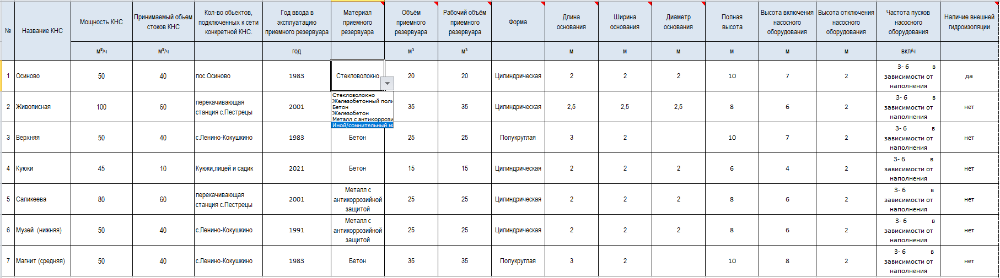 №
Название КНС
Мощность КНС
Принимаемый обьем
стоков КНС
Кол-во обьектов,
подключенных к сети
конкретной КНС.
Год ввода в
эксплуатацию
приемного резервуара
Материал
приемного
резервуара
Объём
приемного
резервуара
Рабочий объём
приемного
резервуара
Форма
Длина
основания
Ширина
основания
Диаметр
основания
Полная
высота
Высота включения
насосного
оборудования
Высота отключения
насосного
оборудования
Частота пусков
насосного
оборудования
Наличие внешней
гидроизоляции
м³/ч
м³/ч
год
м³
м³
м
м
м
м
м
м
вкл/ч
1
Осиново
50
40
пос.Осиново
1983
Стекловолокно
20
20
Цилиндрическая
2
2
2
10
7
2
3- 6 в
зависимости от
наполнения
да
Стекловолокно
Железобетонный поли
Бетон
Железобетон
Металл с антикоррози
Иной/сомнительный ма
2
Живописная
100
60
перекачивающая
станция с.Пестрецы
2001
35
35
Цилиндрическая
2,5
2,5
2,5
8
6
2
3- 6 в
зависимости от
наполнения
нет
3
Верхняя
50
40
с.Ленино-Кокушкино
1983
Бетон
25
25
Полукруглая
3
2
10
7
2
3- 6 в
зависимости от
наполнения
нет
4
Куюки
45
10
Куюки,лицей и садик
2021
Бетон
15
15
Цилиндрическая
2
2
2
6
4
2
3- 6 в
зависимости от
наполнения
нет
5
Саликеева
80
60
перекачивающая
станция с.Пестрецы
2001
Металл с
антикоррозийной
защитой
25
25
Цилиндрическая
2
2
2
8
6
2
3- 6 в
зависимости от
наполнения
нет
6
Музей (нижняя)
50
40
с.Ленино-Кокушкино
1991
Металл с
антикоррозийной
защитой
25
25
Цилиндрическая
2
2
2
8
6
2
3- 6 в
зависимости от
наполнения
нет
7
Магнит (средняя)
50
40
с.Ленино-Кокушкино
1983
Бетон
35
35
Полукруглая
3
2
10
8
2
3- 6 в
зависимости от
наполнения
нет